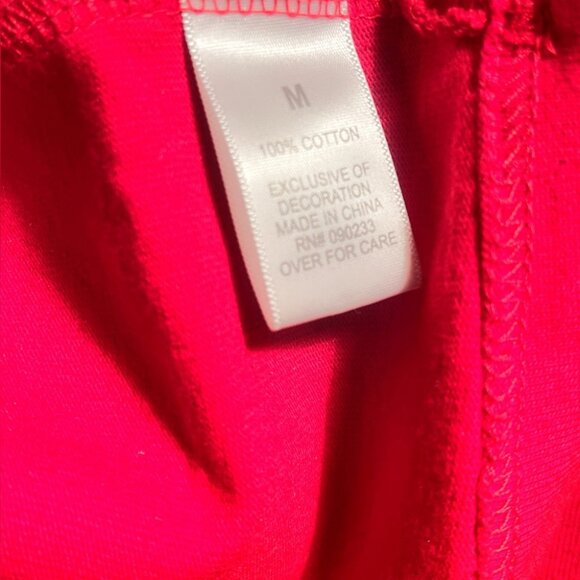 M
100% COTTON
EXCLUSIVE OF
DECORATION
MADE IN CHINA
RN# 090233
OVER FOR CARE